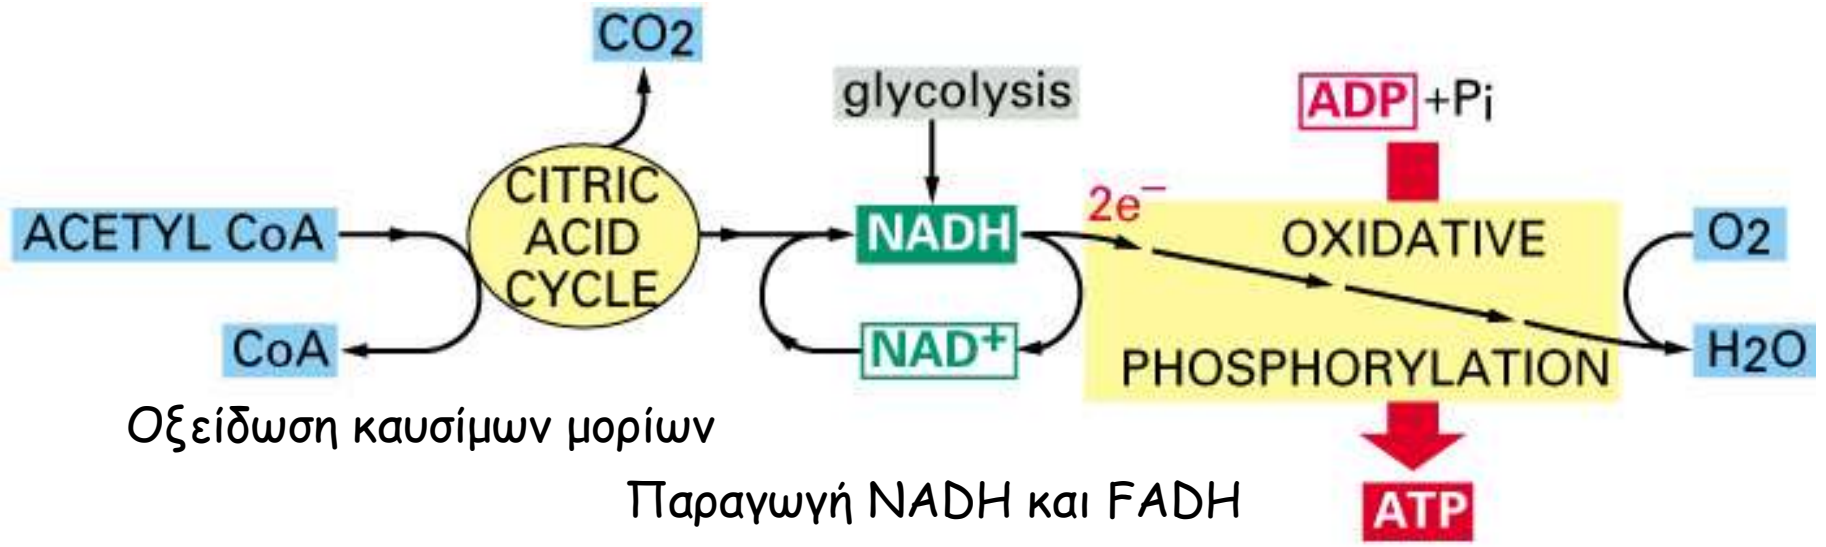 CO2
glycolysis
ADP +Pi
ACETYL CoA
CITRIC
ACID
CYCLE
NADH
2e⁻
OXIDATIVE
O2
CoA
NAD⁺
PHOSPHORYLATION
H2O
Οξείδωση καυσίμων μορίων
Παραγωγή NADH και FADH
ATP